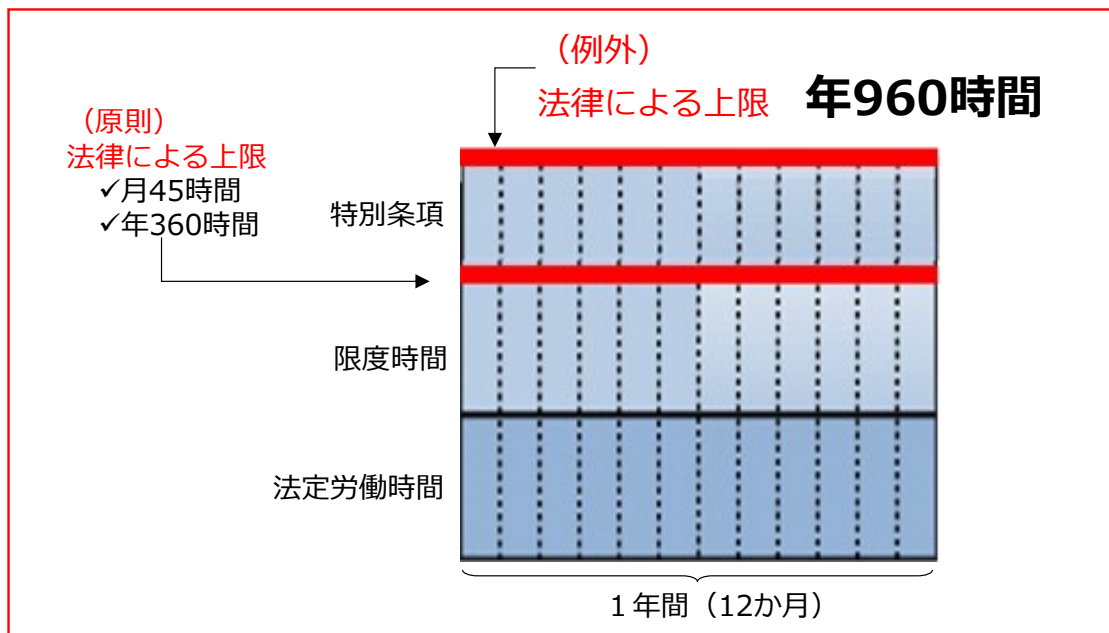 （例外）
法律による上限 年960時間
（原則）
法律による上限
✓月45時間
✓年360時間
特別条項
限度時間
法定労働時間
１年間（12か月）